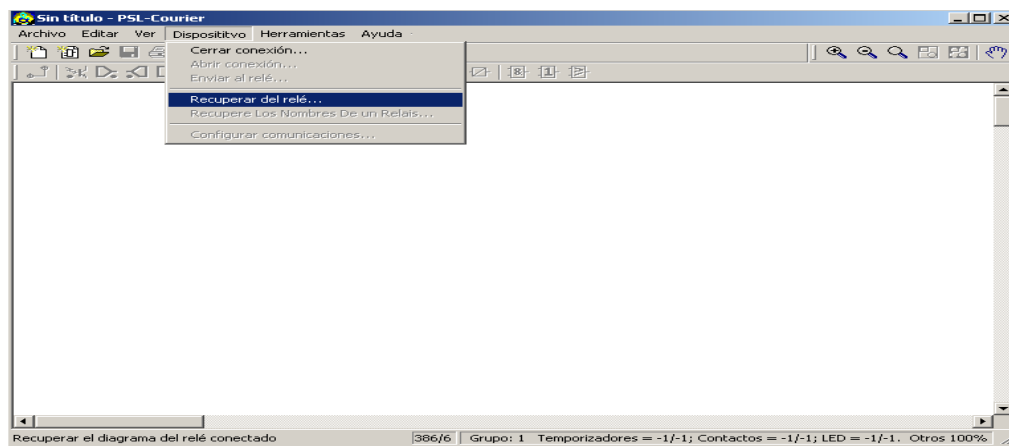 Sin título - PSL-Courier
Archivo Editar Ver Disposititvo Herramientas Ayuda
Cerrar conexión...
Abrir conexión...
Enviar al relé...
Recuperar del relé...
Recupere Los Nombres De un Relais...
Configurar comunicaciones...
Recuperar el diagrama del relé conectado 386/6 Grupo: 1 Temporizadores = -1/-1; Contactos = -1/-1; LED = -1/-1. Otros 100%